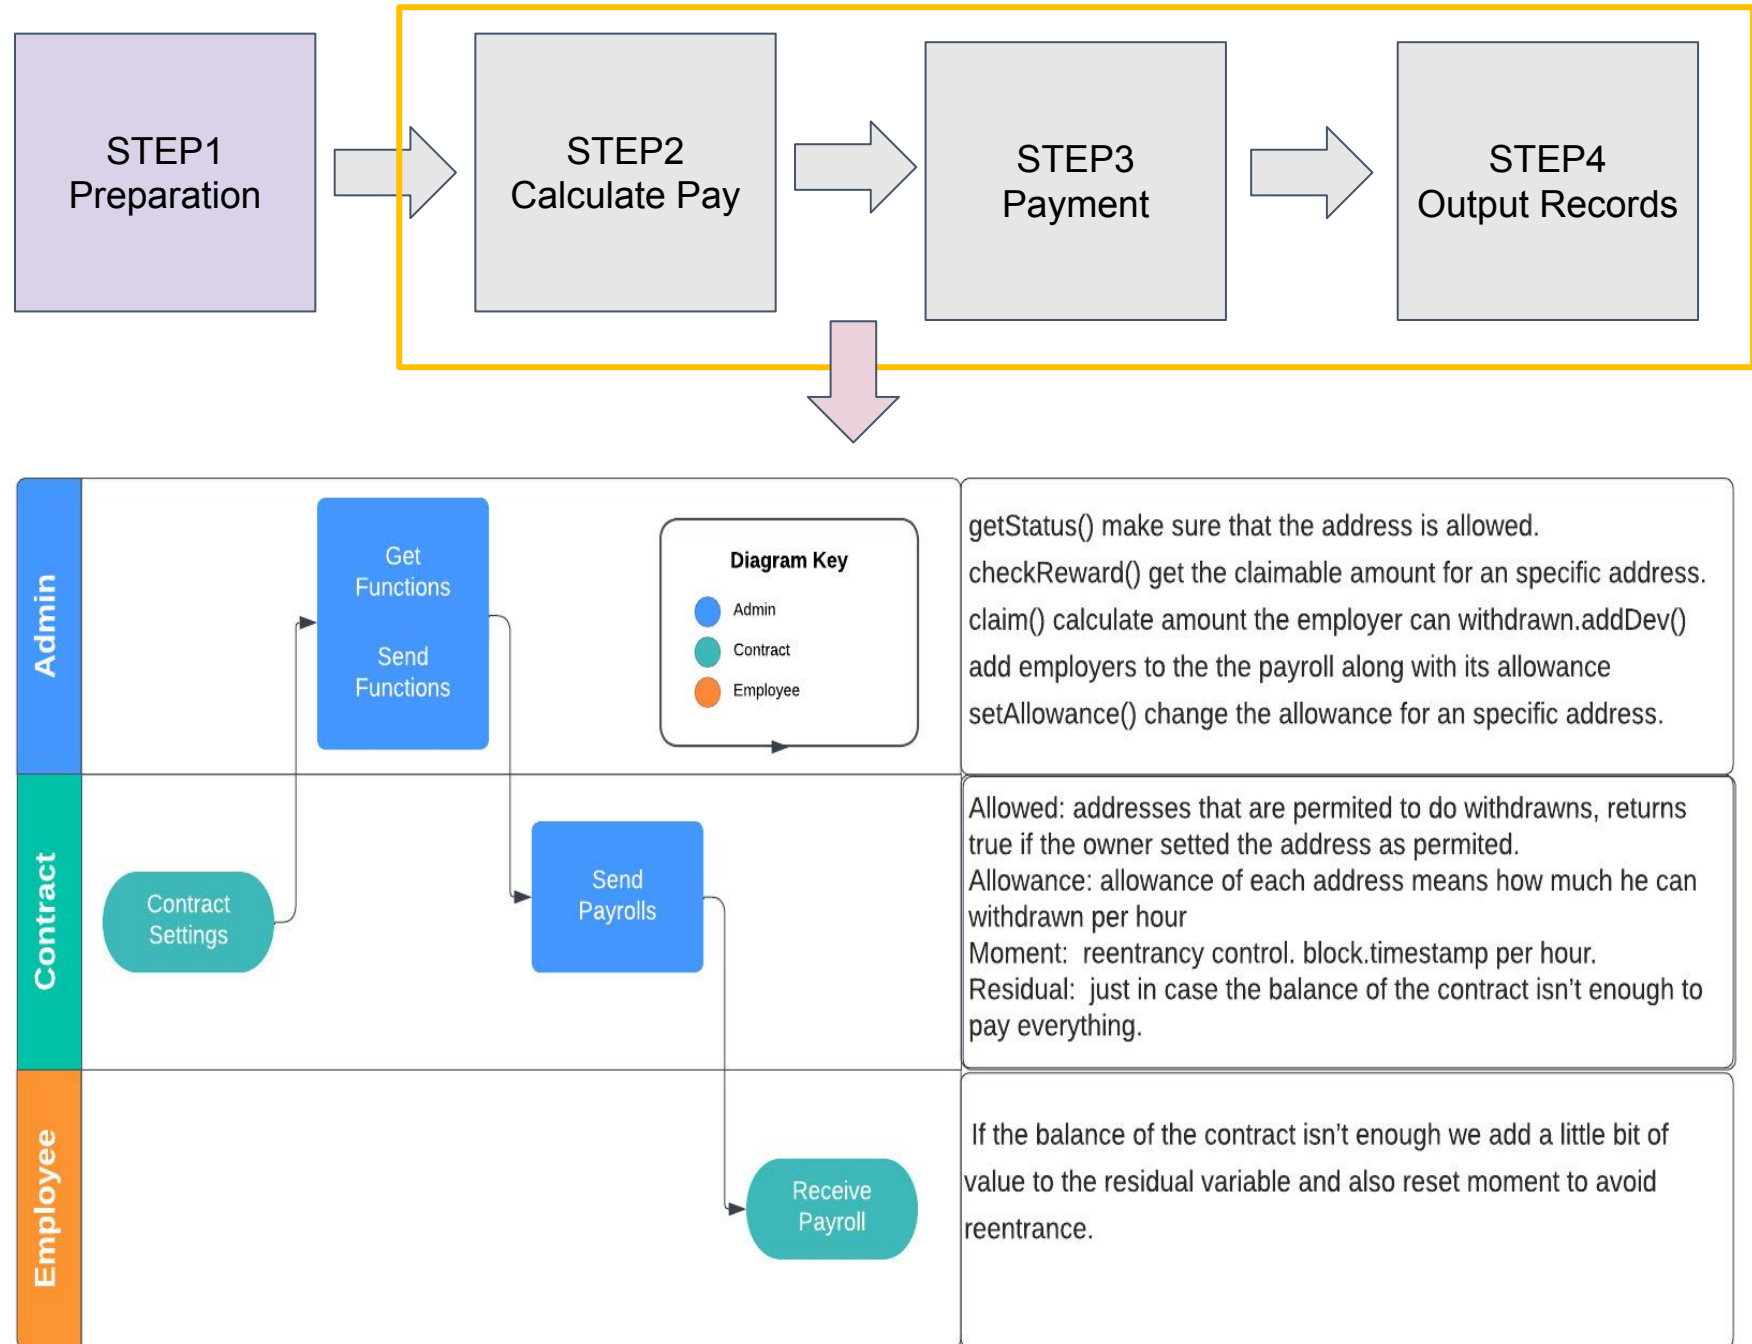 STEP1
Preparation
STEP2
Calculate Pay
STEP3
Payment
STEP4
Output Records
Admin
Get
Functions
Send
Functions
Diagram Key
Admin
Contract
Employee
getStatus() make sure that the address is allowed.
checkReward() get the claimable amount for an specific address.
claim() calculate amount the employer can withdrawn.addDev()
add employers to the the payroll along with its allowance
setAllowance() change the allowance for an specific address.
Contract
Contract
Settings
Send
Payrolls
Allowed: addresses that are permited to do withdrawns, returns
true if the owner setted the address as permited.
Allowance: allowance of each address means how much he can
withdrawn per hour
Moment:  reentrancy control. block.timestamp per hour.
Residual:  just in case the balance of the contract isn't enough to
pay everything.
Employee
Receive
Payroll
If the balance of the contract isn't enough we add a little bit of
value to the residual variable and also reset moment to avoid
reentrance.